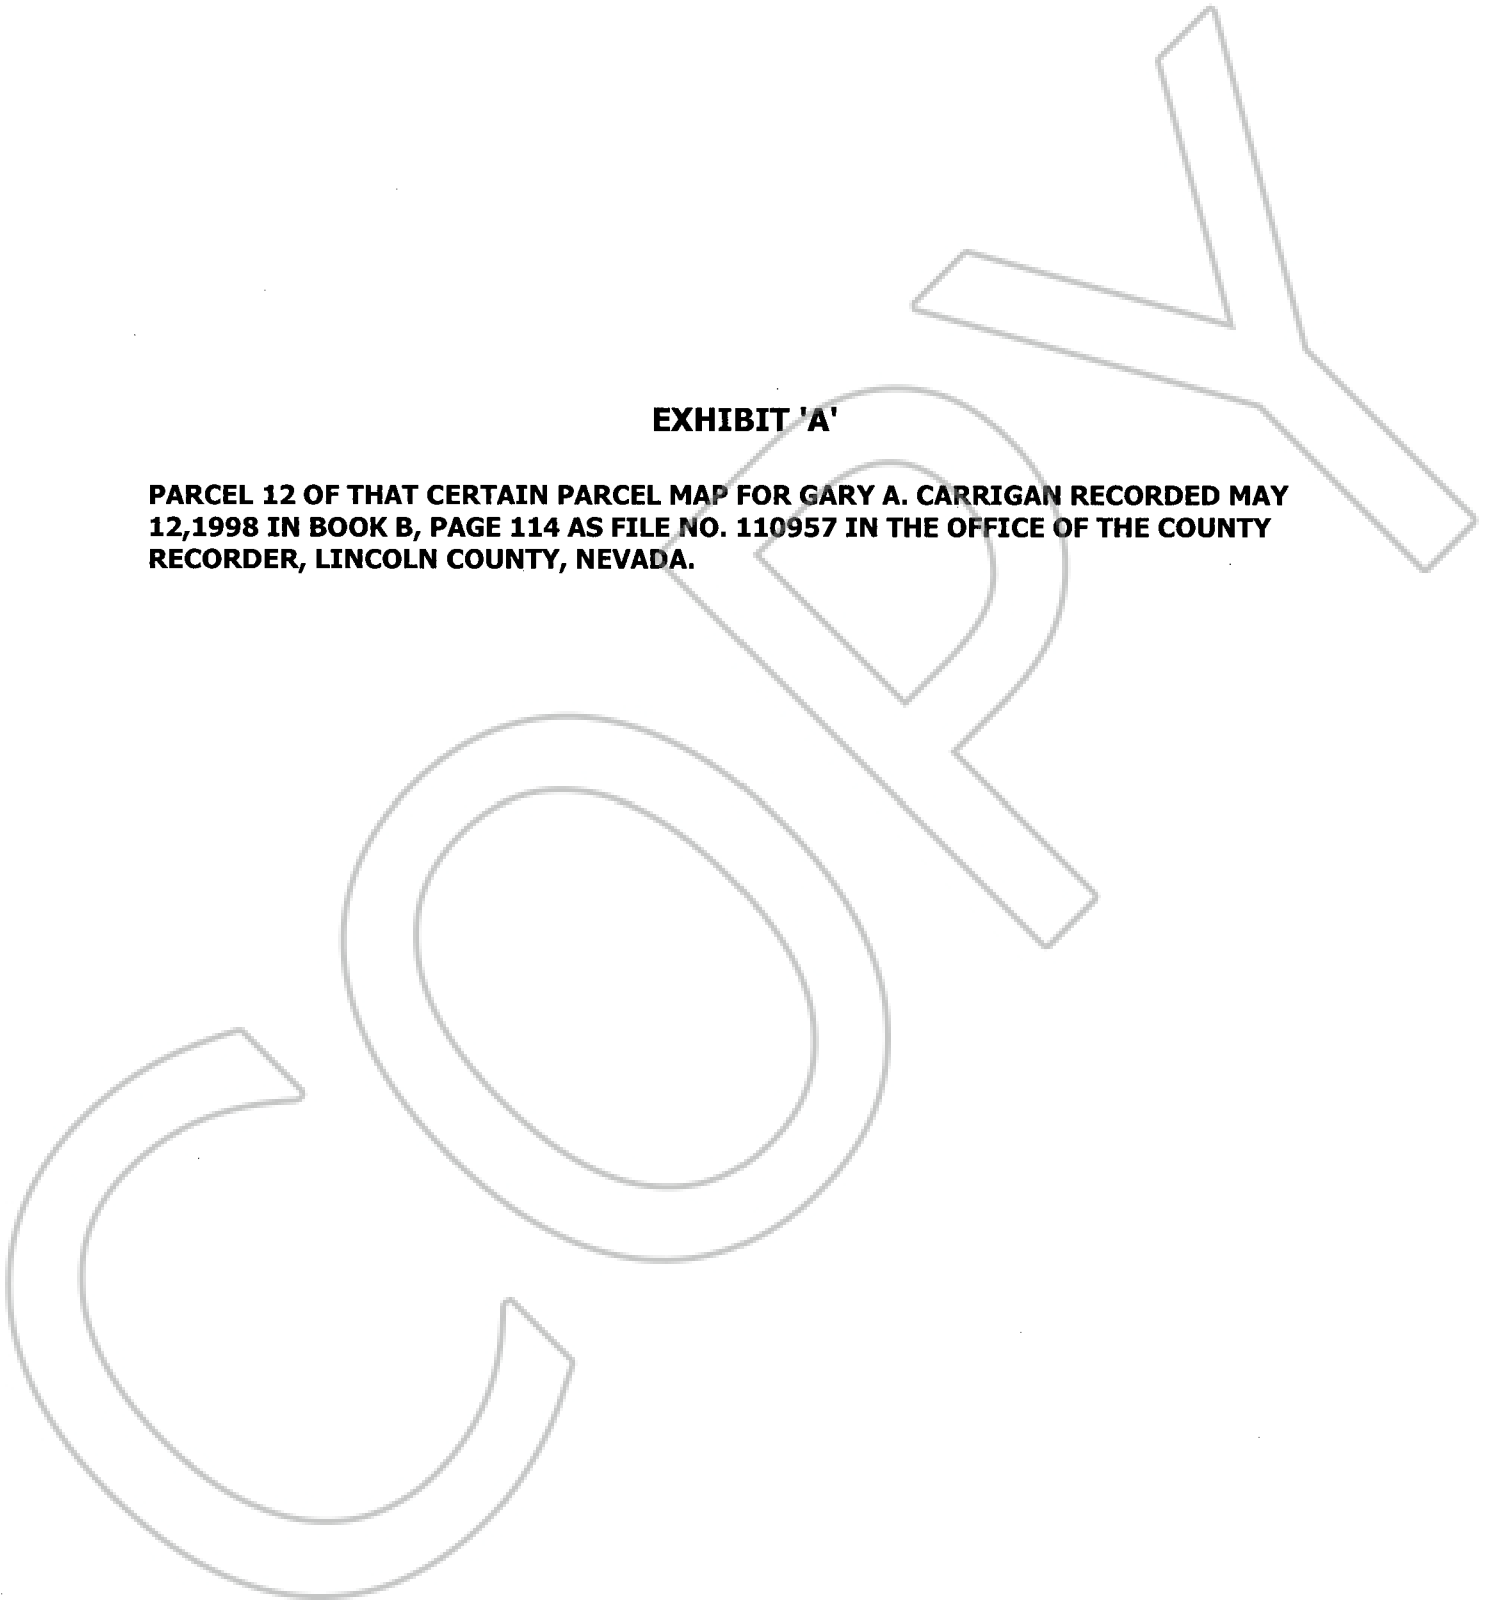 EXHIBIT 'A'
PARCEL 12 OF THAT CERTAIN PARCEL MAP FOR GARY A. CARRIGAN RECORDED MAY
12,1998 IN BOOK B, PAGE 114 AS FILE NO. 110957 IN THE OFFICE OF THE COUNTY
RECORDER, LINCOLN COUNTY, NEVADA.
COPY